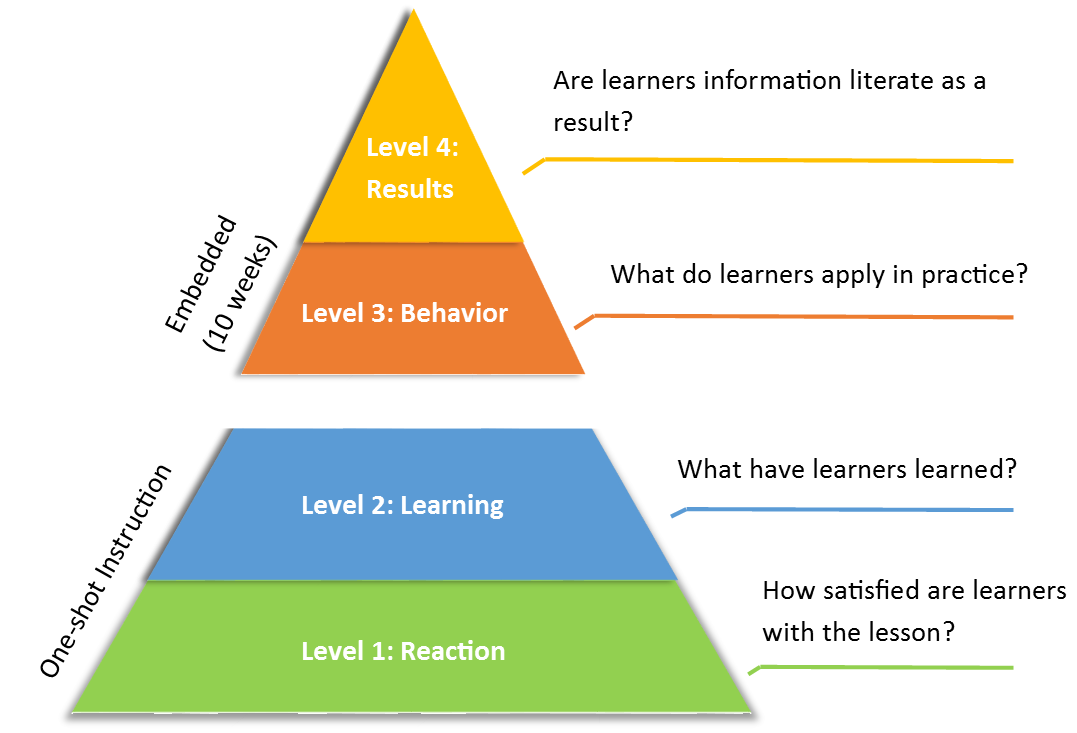 Are learners information literate as a
result?
Level 4:
Results
Embedded
(10 weeks)
What do learners apply in practice?
Level 3: Behavior
What have learners learned?
Level 2: Learning
One-shot Instruction
How satisfied are learners
with the lesson?
Level 1: Reaction